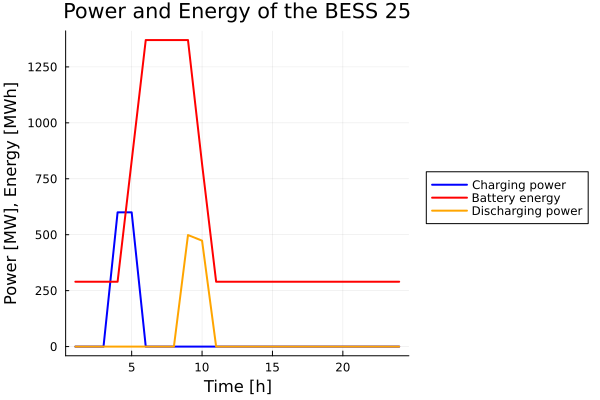 Power and Energy of the BESS 25
Power [MW], Energy [MWh]
1250
1000
750
500
250
0
5
10
15
20
Time [h]
Charging power
Battery energy
Discharging power